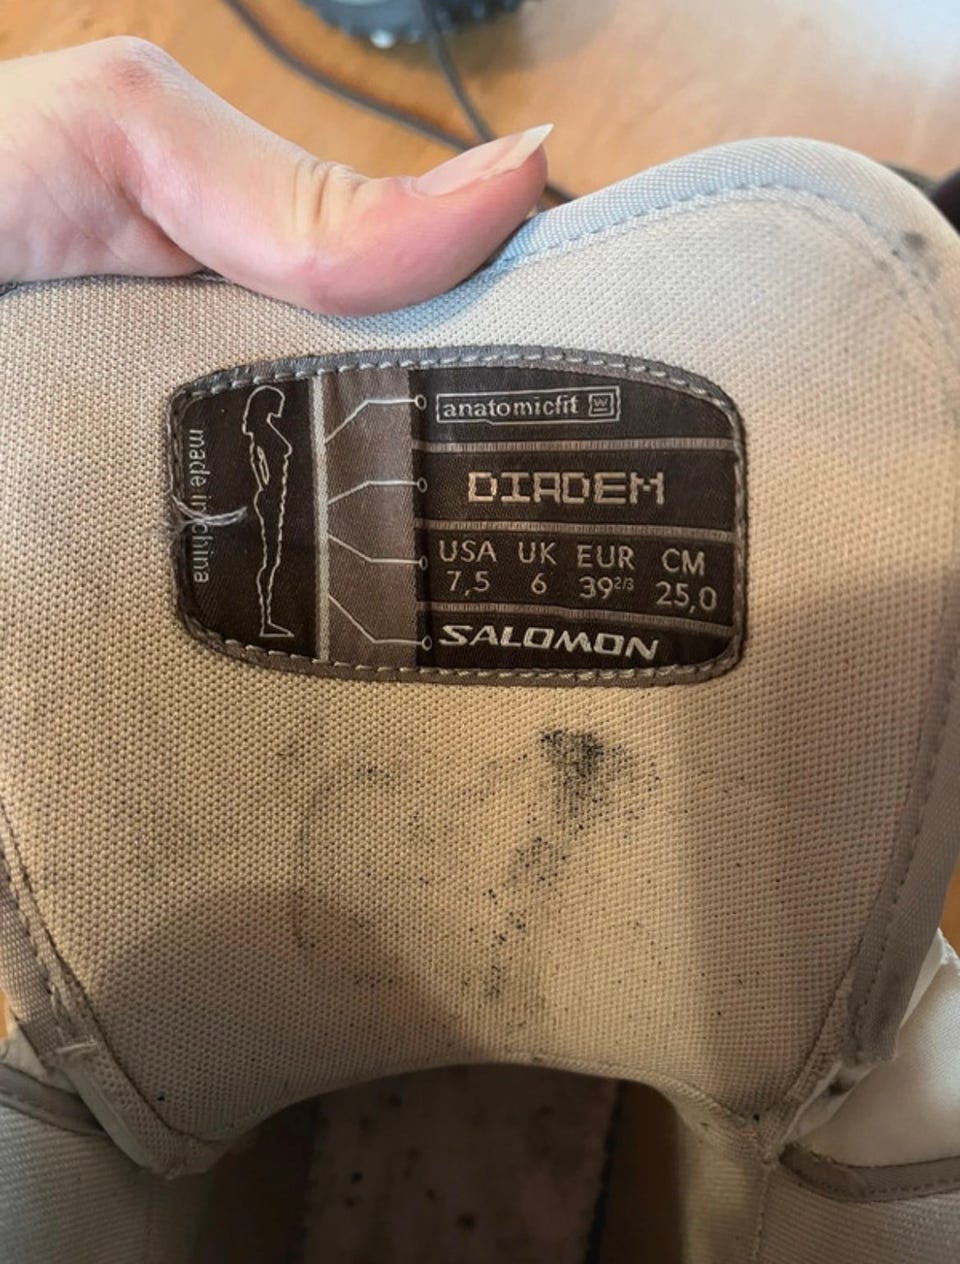 made in china
anatomicfit W
DIADEM
USA UK EUR CM
7,5 6 39 2/3 25,0
SALOMON